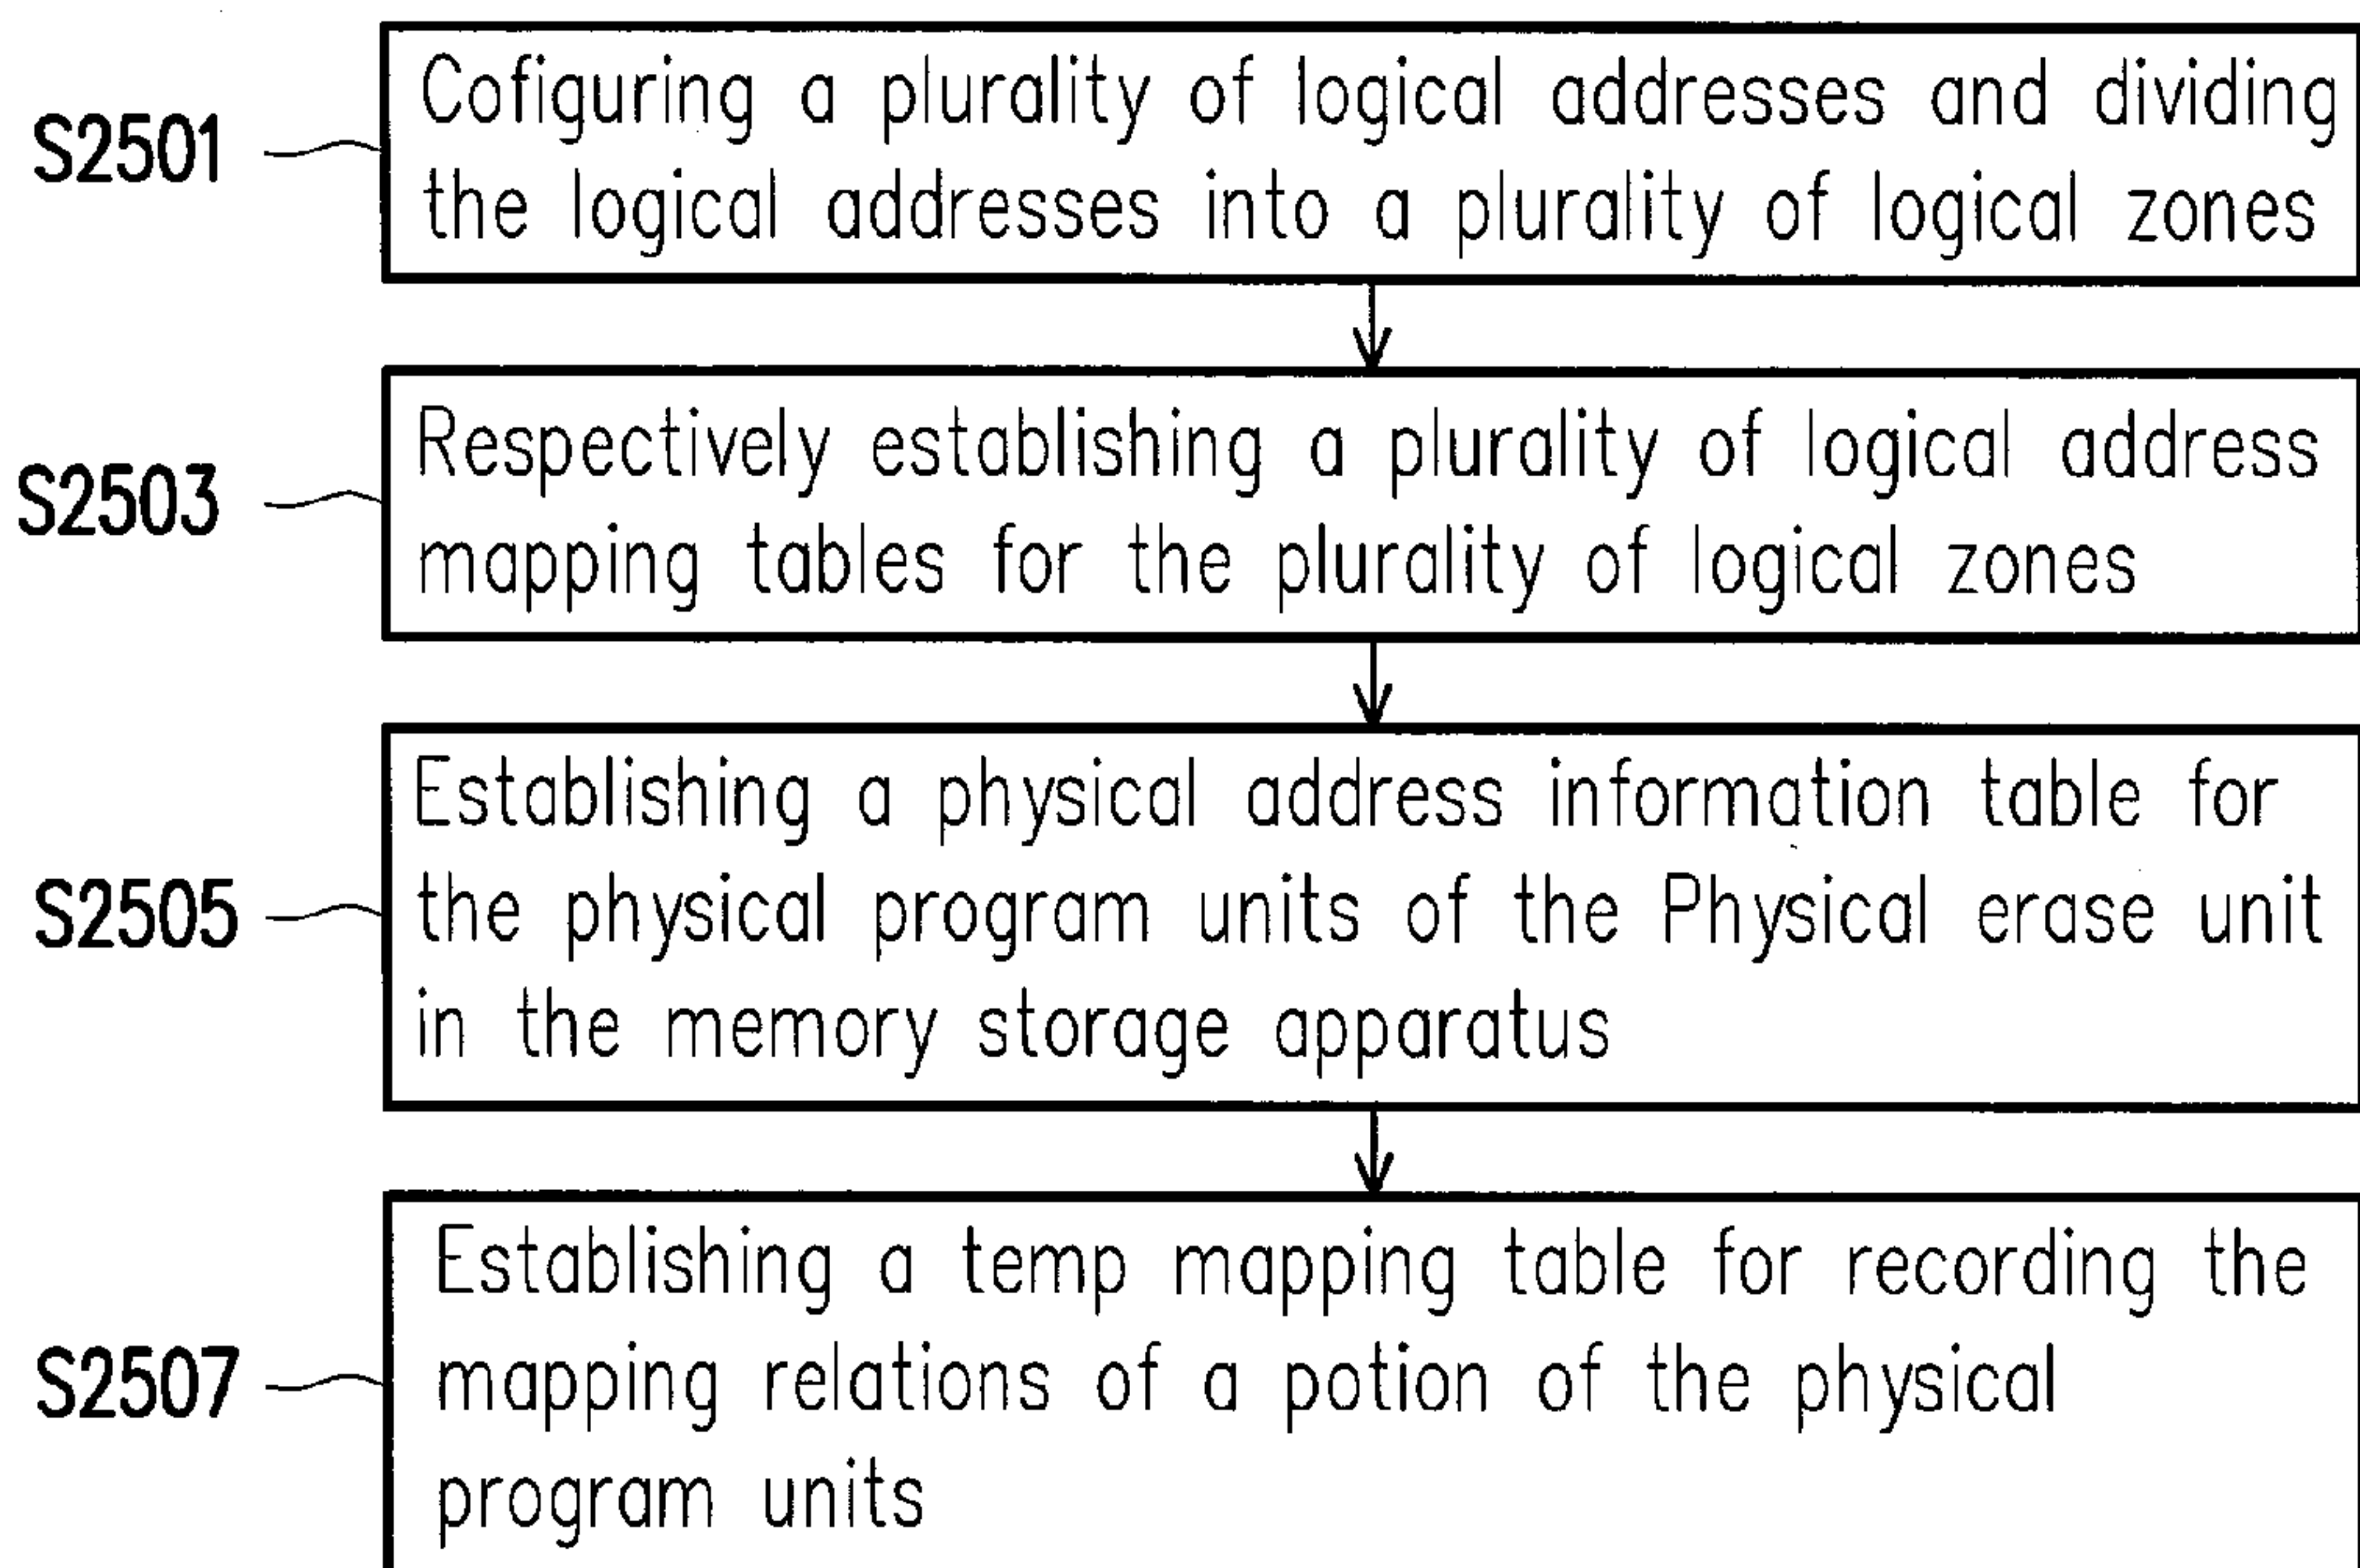 S2501
Cofiguring a plurality of logical addresses and dividing
the logical addresses into a plurality of logical zones
S2503
Respectively establishing a plurality of logical address
mapping tables for the plurality of logical zones
S2505
Establishing a physical address information table for
the physical program units of the Physical erase unit
in the memory storage apparatus
S2507
Establishing a temp mapping table for recording the
mapping relations of a potion of the physical
program units